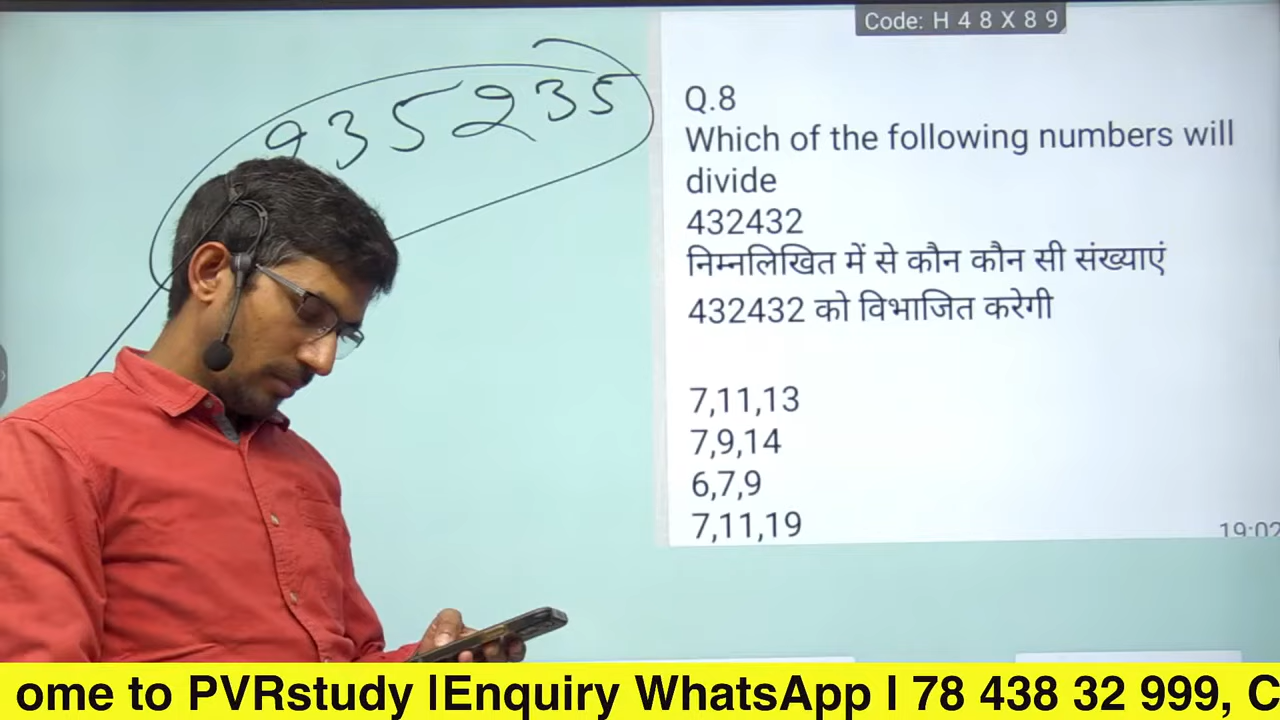 Code: H 4 8 X 8 9
235235
Q.8
Which of the following numbers will
divide
432432
निम्नलिखित में से कौन कौन सी संख्याएं
432432 को विभाजित करेगी
7,11,13
7,9,14
6,7,9
7,11,19
19:02
ome to PVRstudy |Enquiry WhatsApp | 78 438 32 999, C